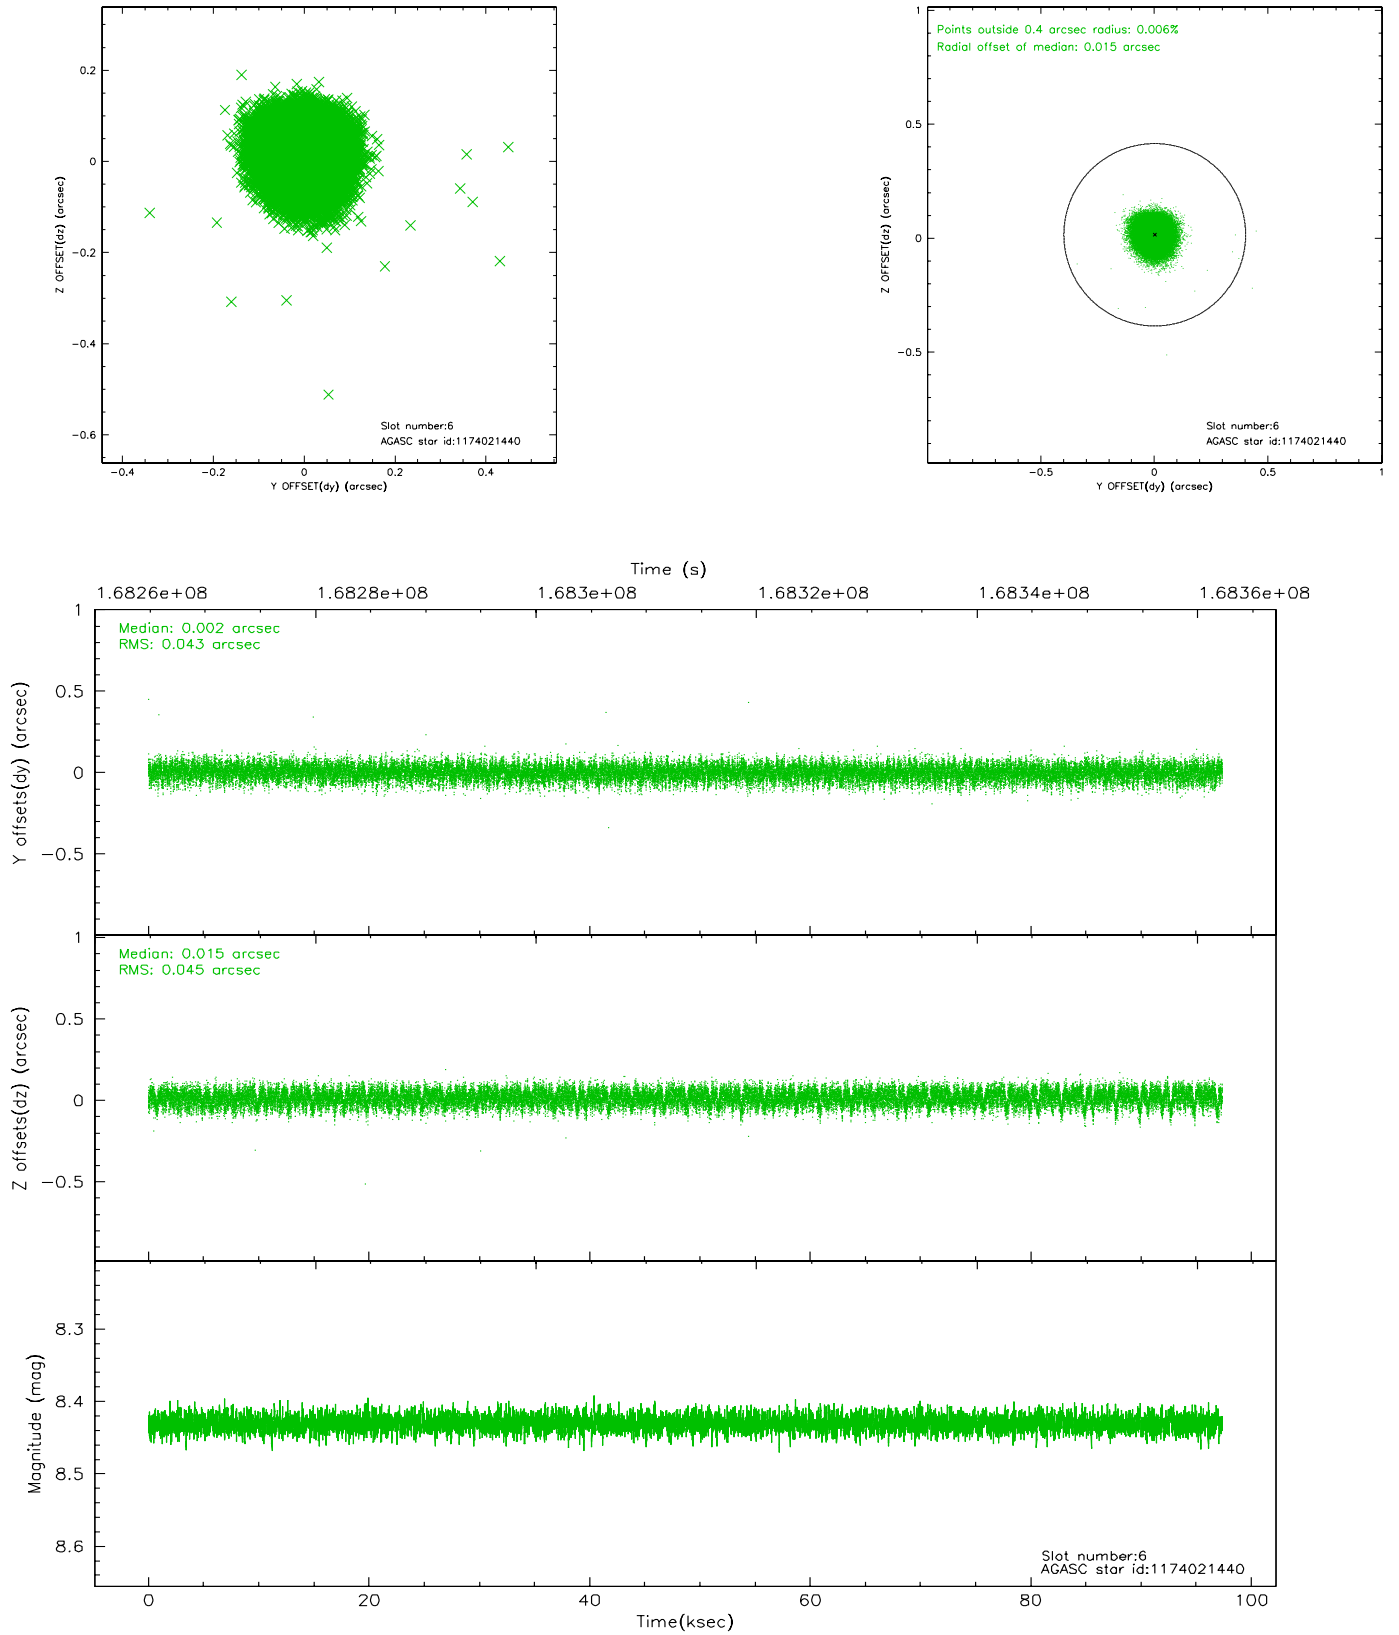 0.2
0
−0.2
−0.4
−0.6
Z OFFSET(dz) (arcsec)
Slot number:6
AGASC star id:1174021440
−0.4
−0.2
0
0.2
0.4
Y OFFSET(dy) (arcsec)
Points outside 0.4 arcsec radius: 0.006%
Radial offset of median: 0.015 arcsec
1
0.5
0
−0.5
Z OFFSET(dz) (arcsec)
Slot number:6
AGASC star id:1174021440
−0.5
0
0.5
1
Y OFFSET(dy) (arcsec)
Time (s)
1.6826e+08
1.6828e+08
1.683e+08
1.6832e+08
1.6834e+08
1.6836e+08
Median: 0.002 arcsec
RMS: 0.043 arcsec
1
0.5
0
−0.5
Y offsets(dy) (arcsec)
Median: 0.015 arcsec
RMS: 0.045 arcsec
1
0.5
0
−0.5
Z offsets(dz) (arcsec)
8.3
8.4
8.5
8.6
Magnitude (mag)
Slot number:6
AGASC star id:1174021440
0
20
40
60
80
100
Time(ksec)